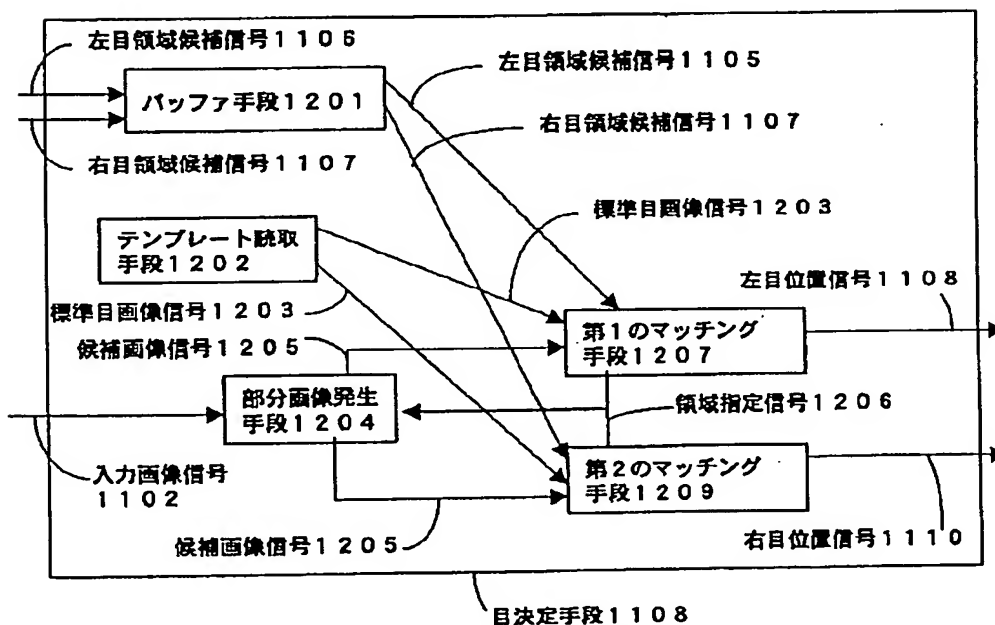 左目領域候補信号1106
左目領域候補信号1105
バッファ手段1201
右目領域候補信号1107
右目領域候補信号1107
標準目画像信号1203
テンプレート読取
手段1202
左目位置信号1108
標準目画像信号1203
第1のマッチング
手段1207
候補画像信号1205
部分画像発生
手段1204
領域指定信号1206
第2のマッチング
手段1209
入力画像信号
1102
候補画像信号1205
右目位置信号1110
目決定手段1108